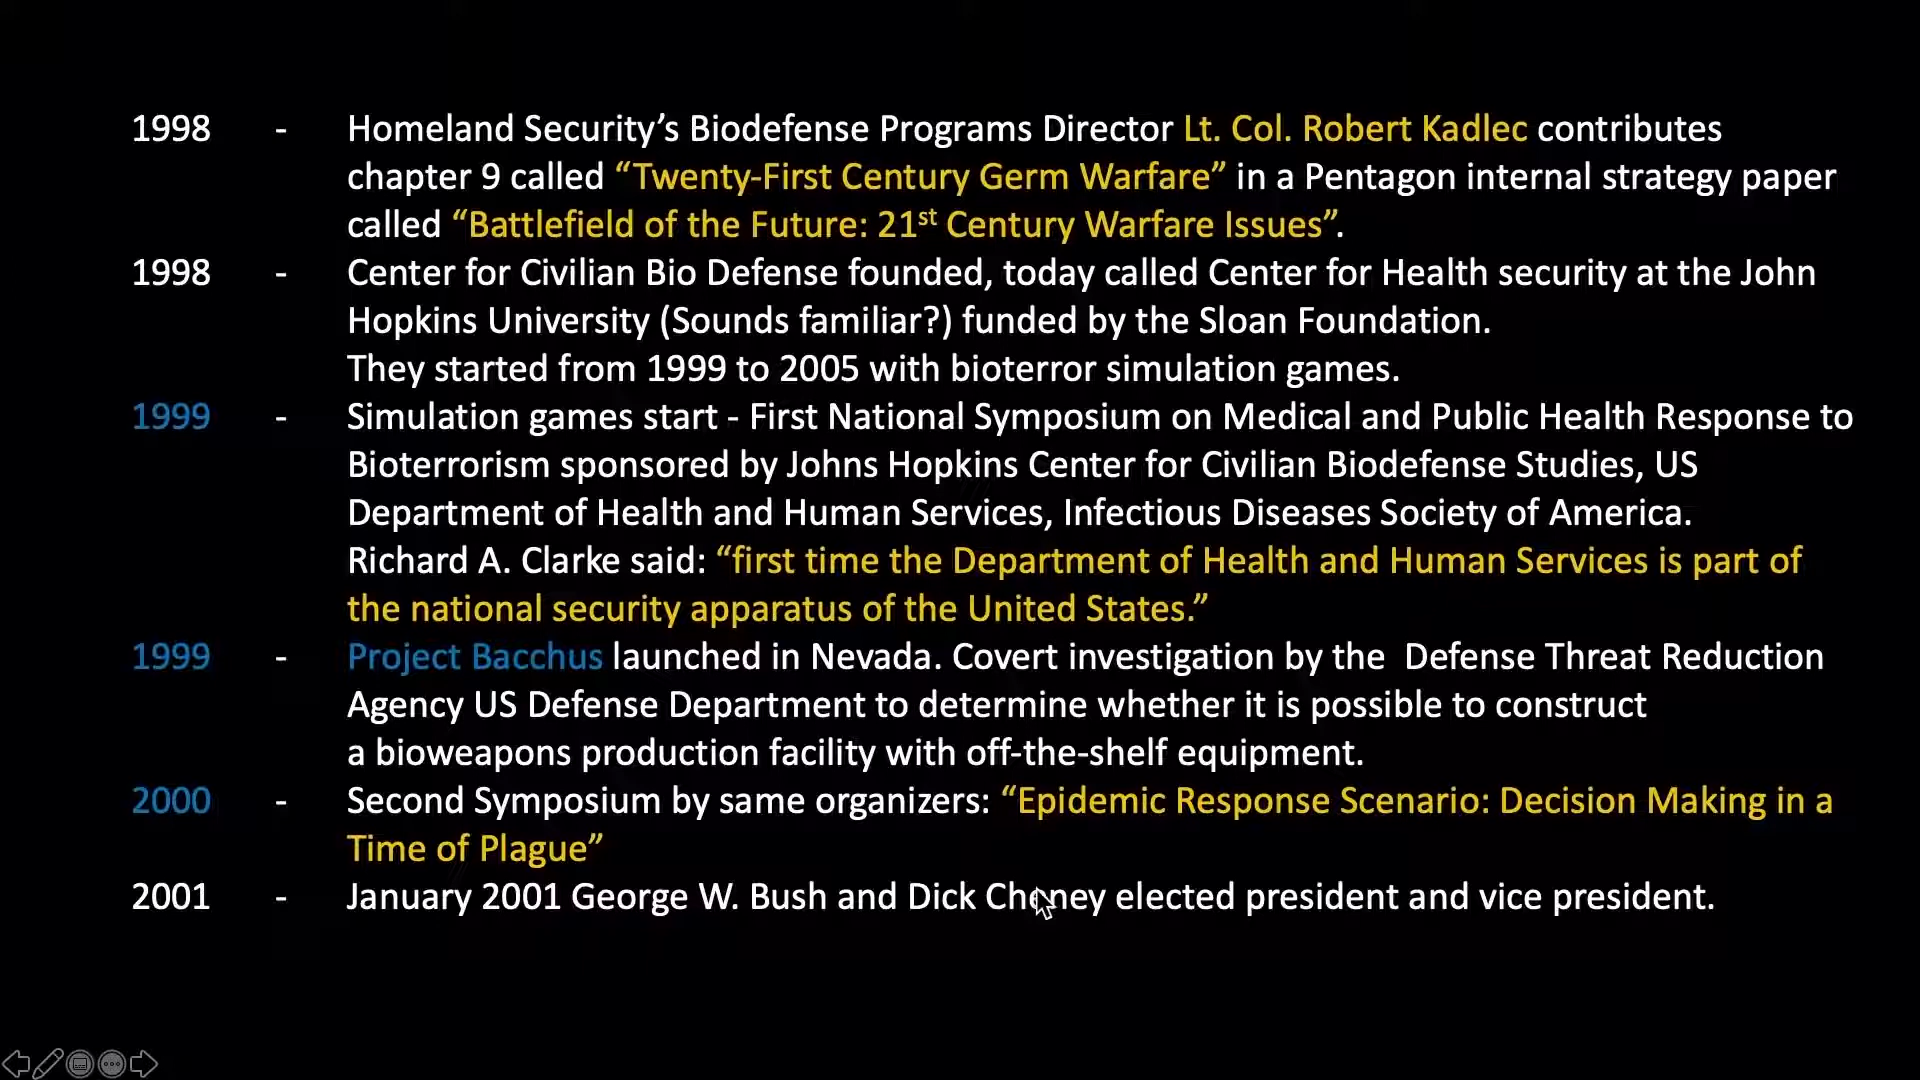 1998 - Homeland Security’s Biodefense Programs Director Lt. Col. Robert Kadlec contributes
chapter 9 called “Twenty-First Century Germ Warfare” in a Pentagon internal strategy paper
called “Battlefield of the Future: 21st Century Warfare Issues”.
1998 - Center for Civilian Bio Defense founded, today called Center for Health security at the John
Hopkins University (Sounds familiar?) funded by the Sloan Foundation.
They started from 1999 to 2005 with bioterror simulation games.
1999 - Simulation games start - First National Symposium on Medical and Public Health Response to
Bioterrorism sponsored by Johns Hopkins Center for Civilian Biodefense Studies, US
Department of Health and Human Services, Infectious Diseases Society of America.
Richard A. Clarke said: “first time the Department of Health and Human Services is part of
the national security apparatus of the United States.”
1999 - Project Bacchus launched in Nevada. Covert investigation by the Defense Threat Reduction
Agency US Defense Department to determine whether it is possible to construct
a bioweapons production facility with off-the-shelf equipment.
2000 - Second Symposium by same organizers: “Epidemic Response Scenario: Decision Making in a
Time of Plague”
2001 - January 2001 George W. Bush and Dick Cheney elected president and vice president.